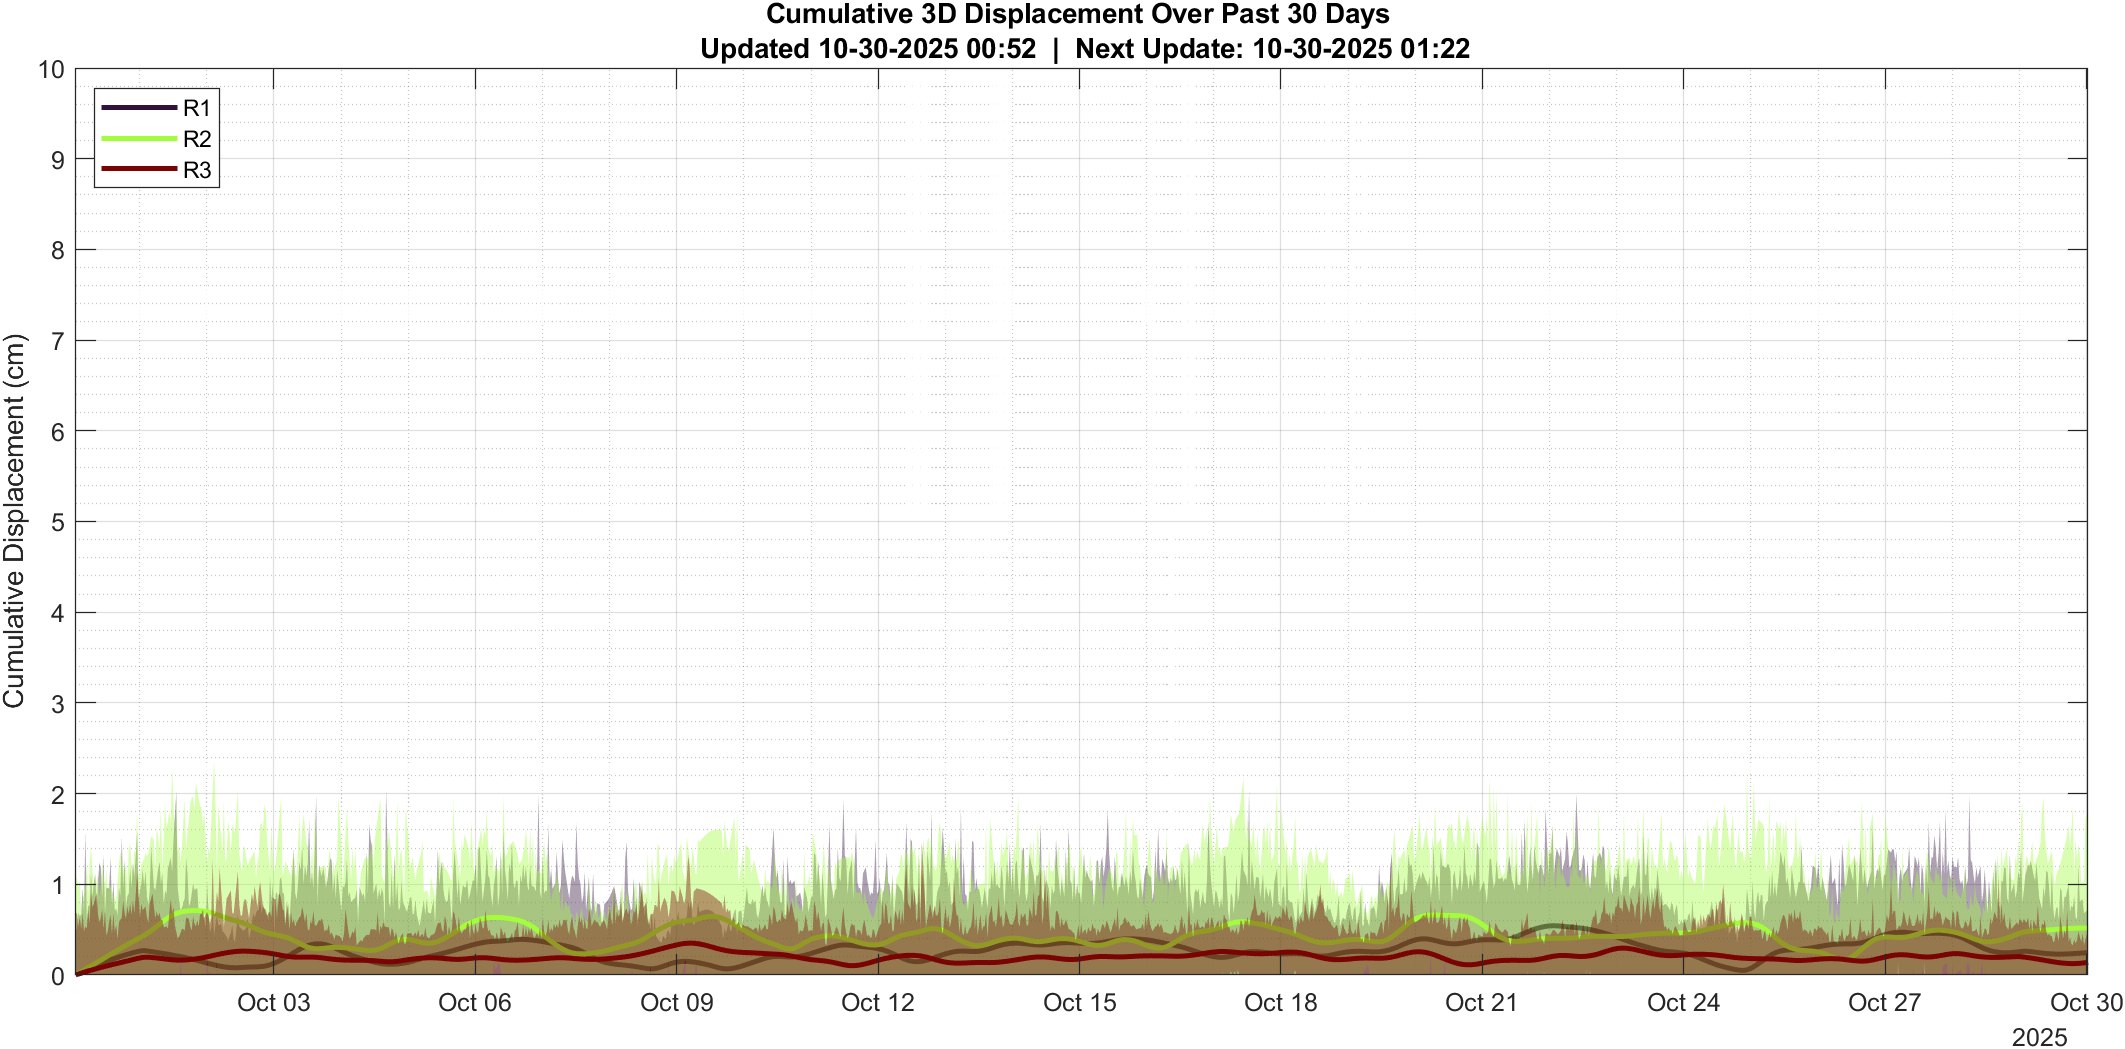 Cumulative 3D Displacement Over Past 30 Days
Updated 10-30-2025 00:52 | Next Update: 10-30-2025 01:22
Cumulative Displacement (cm)
10
9
8
7
6
5
4
3
2
1
0
R1
R2
R3
Oct 03
Oct 06
Oct 09
Oct 12
Oct 15
Oct 18
Oct 21
Oct 24
Oct 27
Oct 30
2025